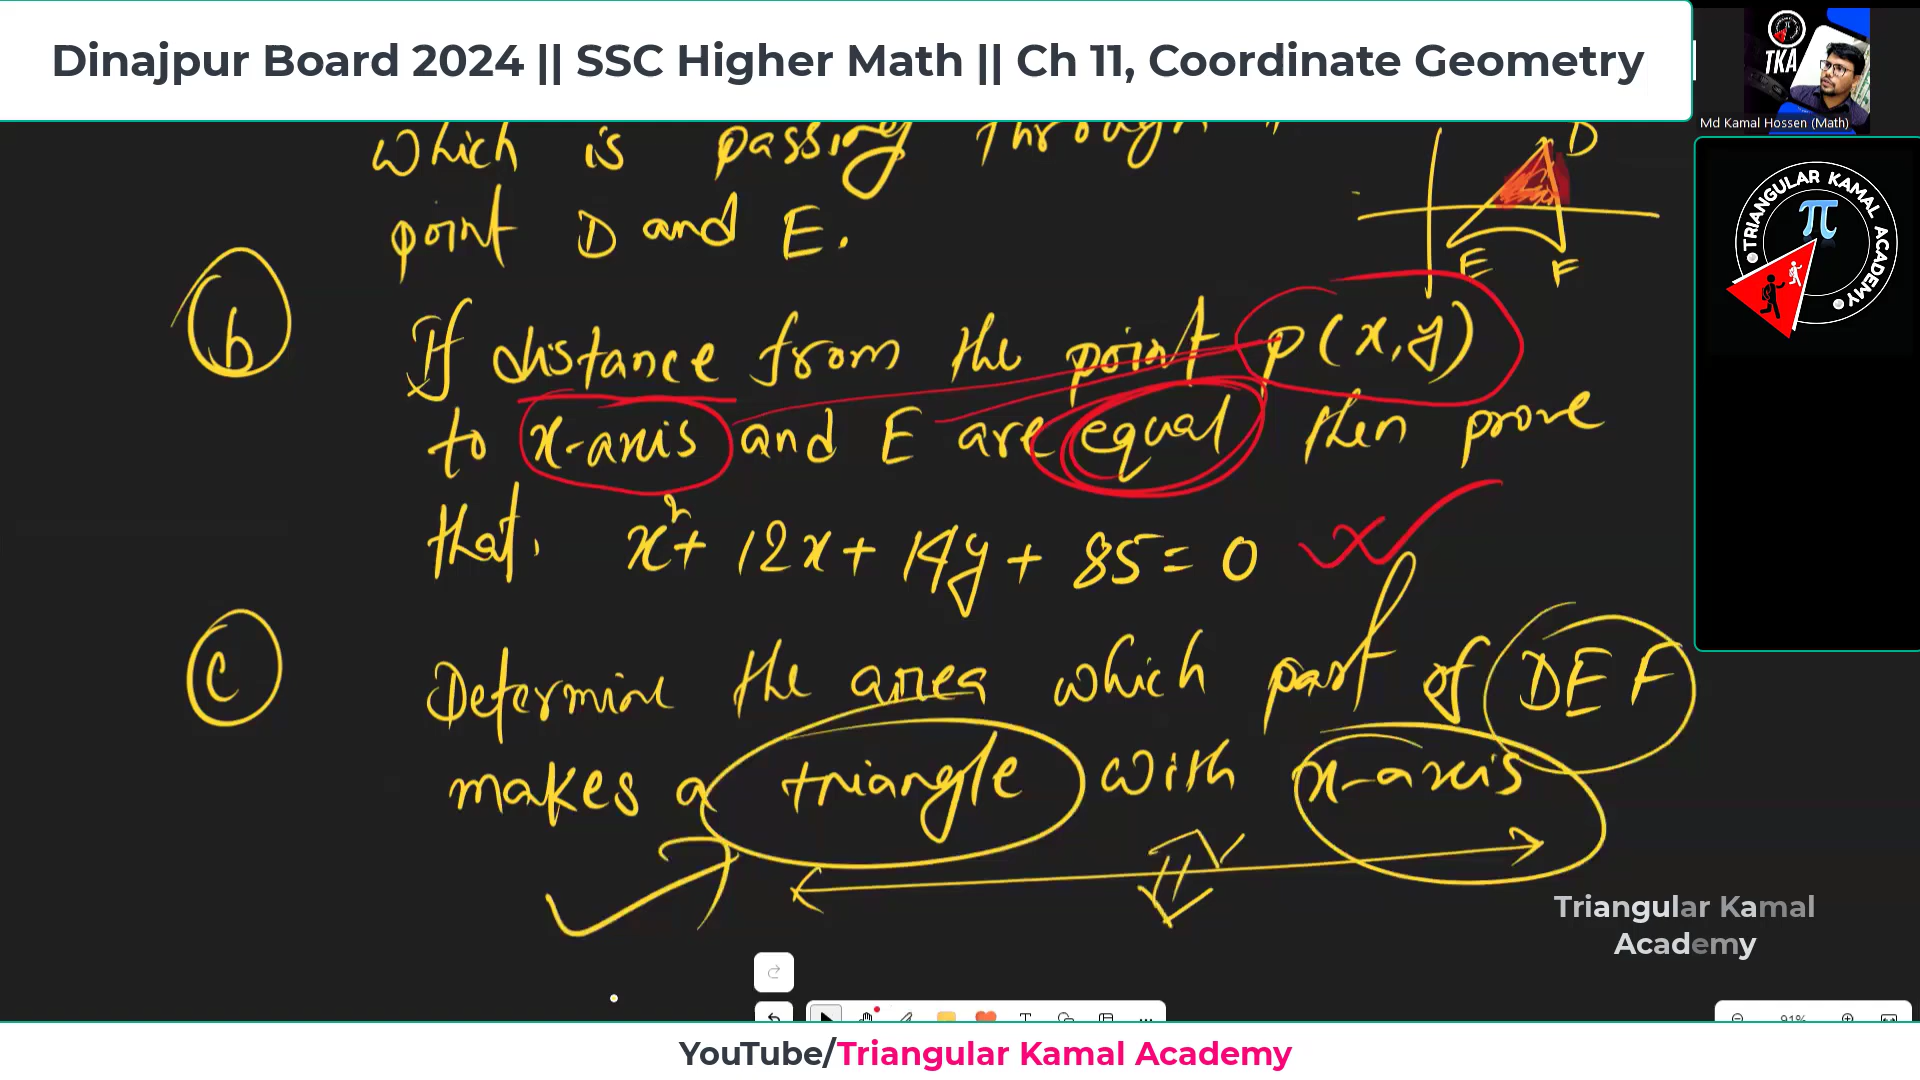 Dinajpur Board 2024 || SSC Higher Math || Ch 11, Coordinate Geometry
TKA
Md Kamal Hossen (Math)
TRIANGULAR KAMAL ACADEMY
π
which is passing through
point D and E.
D
E F
b
If distance from the point P(x,y)
to x-axis and E are equal then prove
that, x²+ 12x + 14y + 85 = 0
c
Determine the area which part of DEF
makes a triangle with x-axis
Triangular Kamal
Academy
91%
YouTube/Triangular Kamal Academy